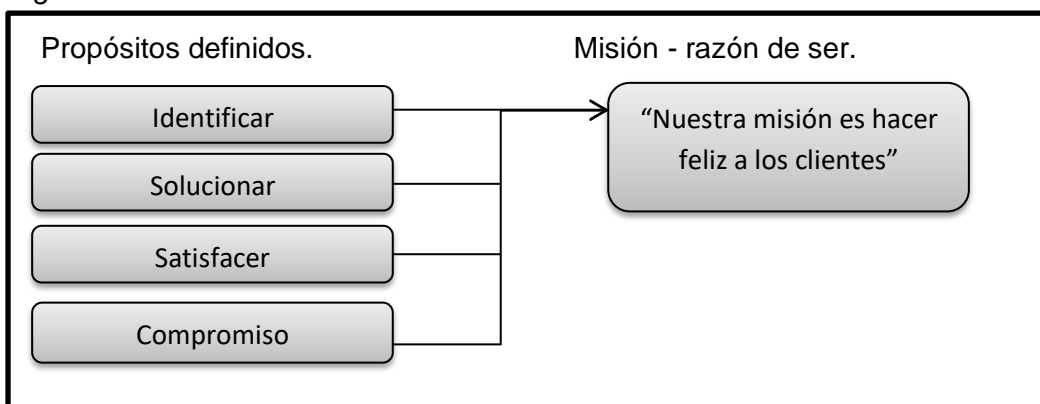 Propósitos definidos.
Misión - razón de ser.
Identificar
Solucionar
Satisfacer
Compromiso
“Nuestra misión es hacer
feliz a los clientes”